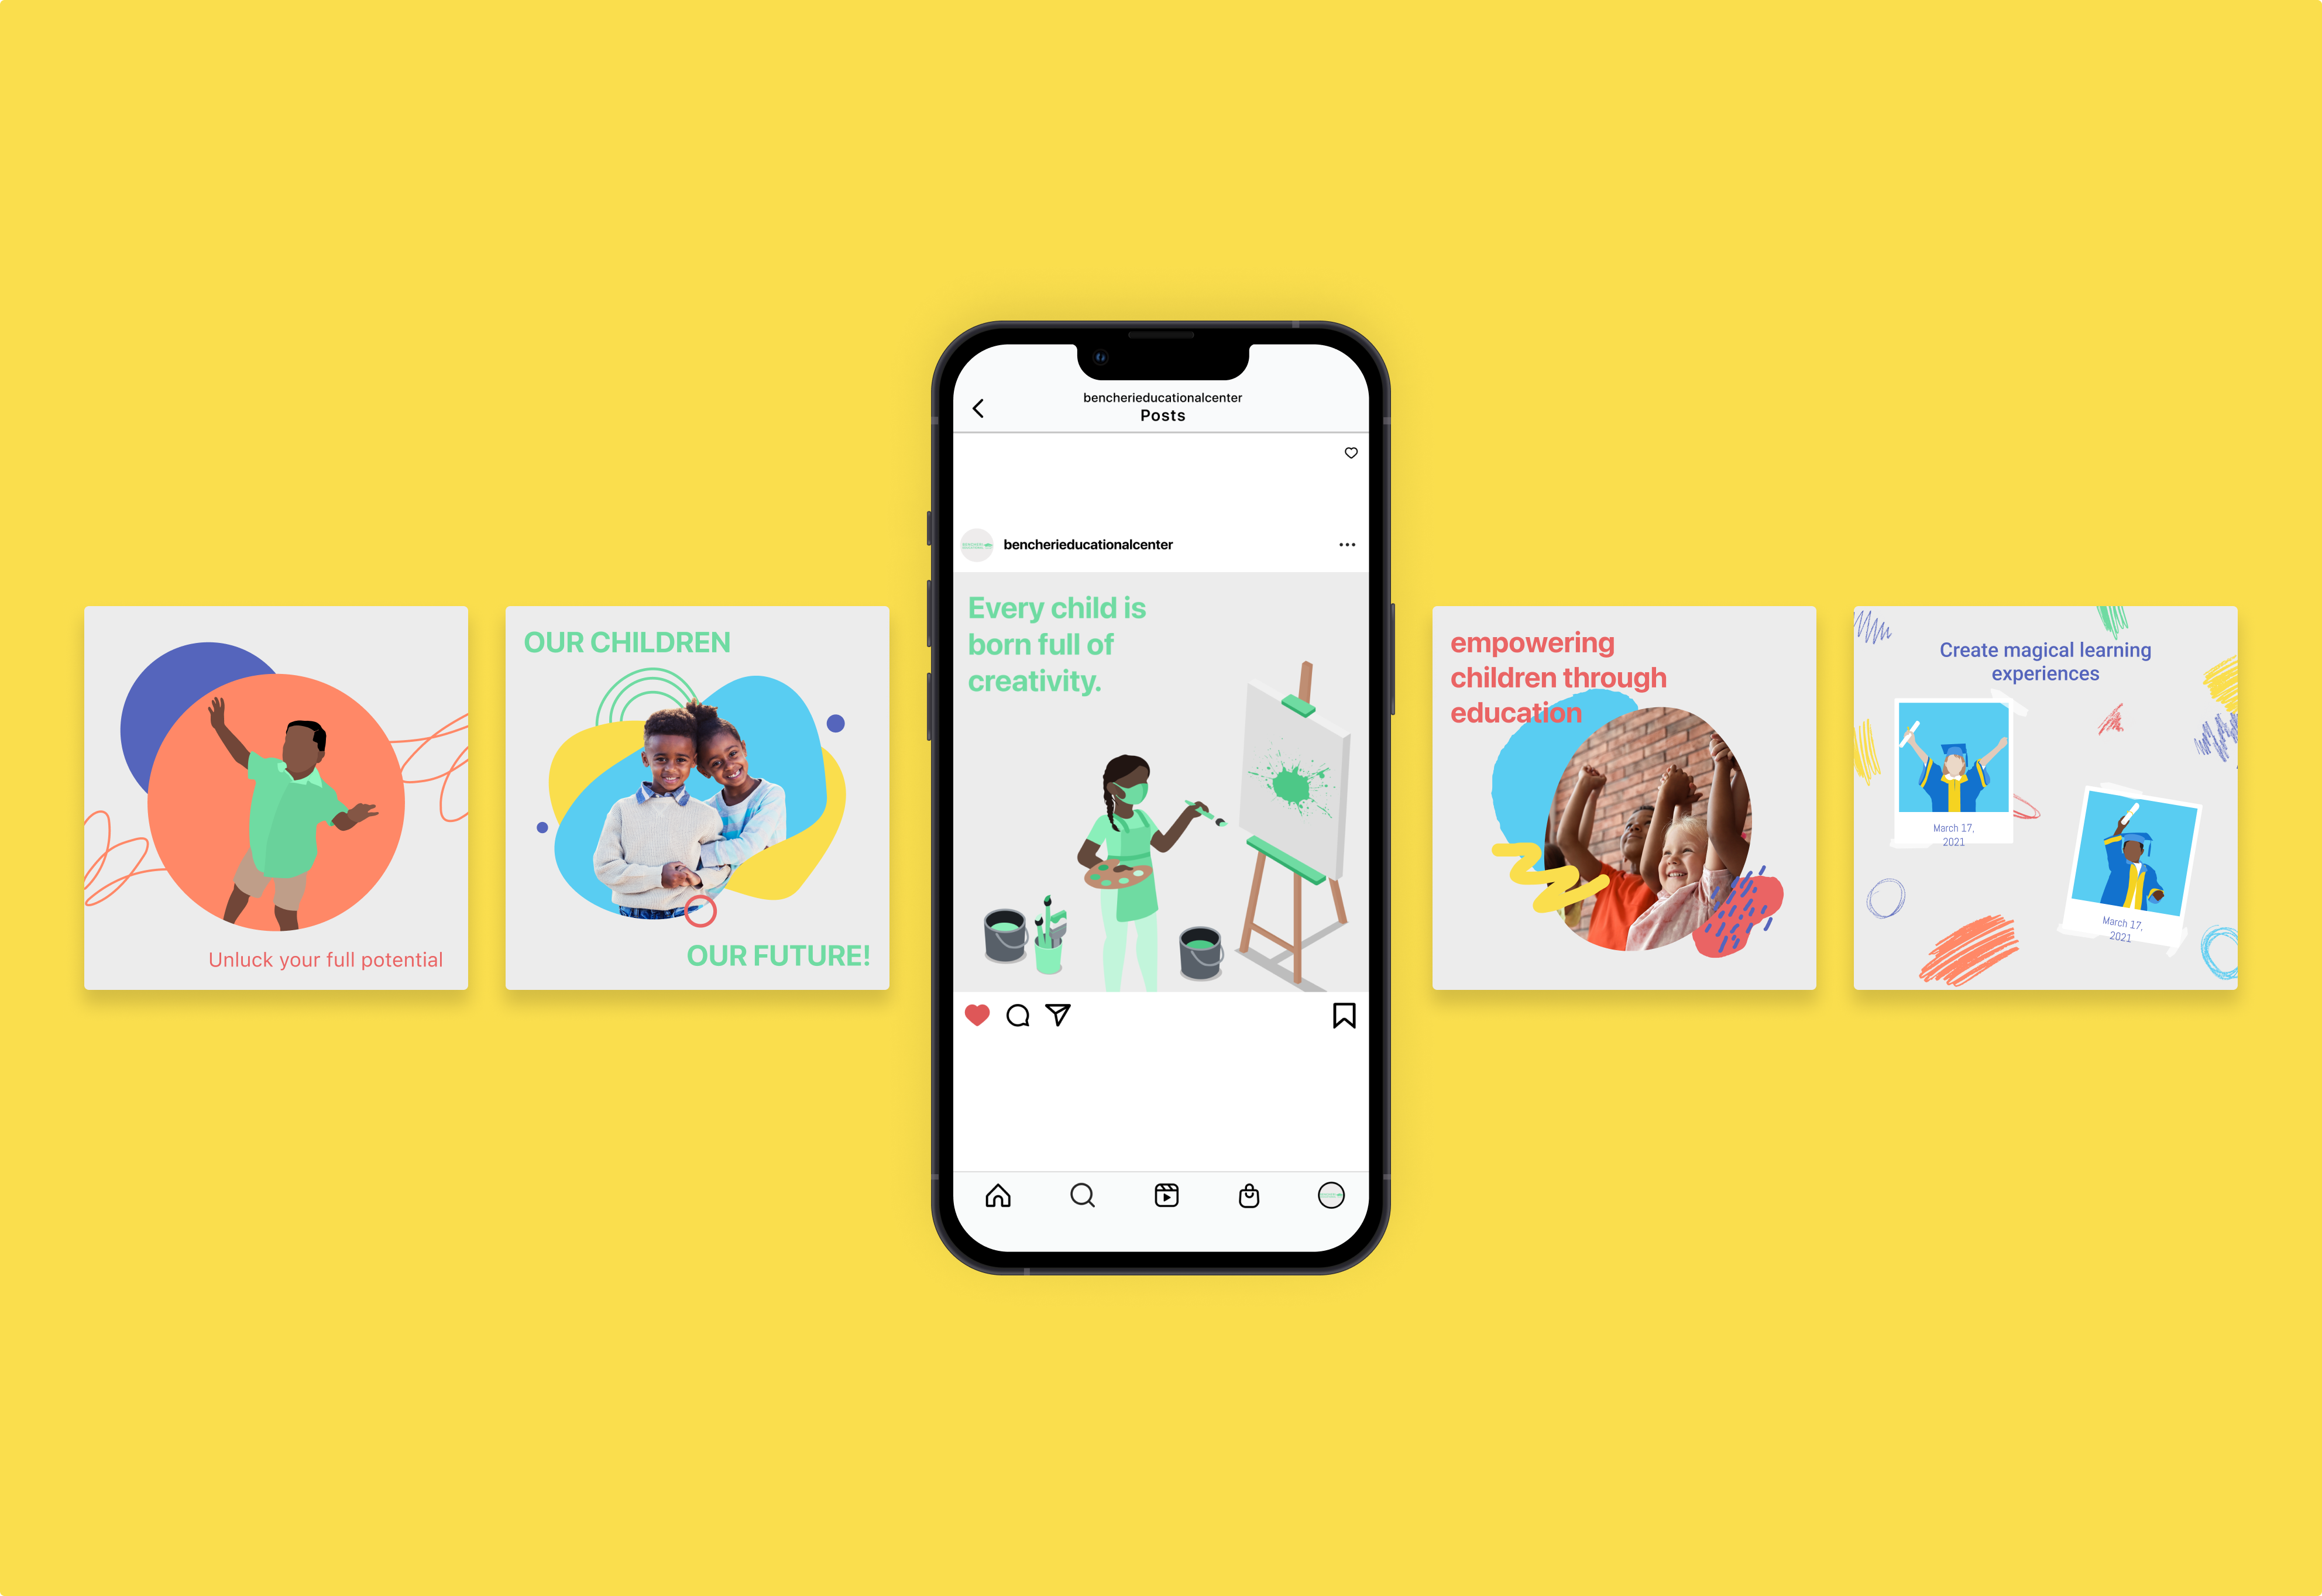 Unluck your full potential
OUR CHILDREN
OUR FUTURE!
bencherieducationalcenter
Posts
bencherieducationalcenter
Every child is
born full of
creativity.
empowering
children through
education
Create magical learning
experiences
March 17,
2021
March 17,
2021